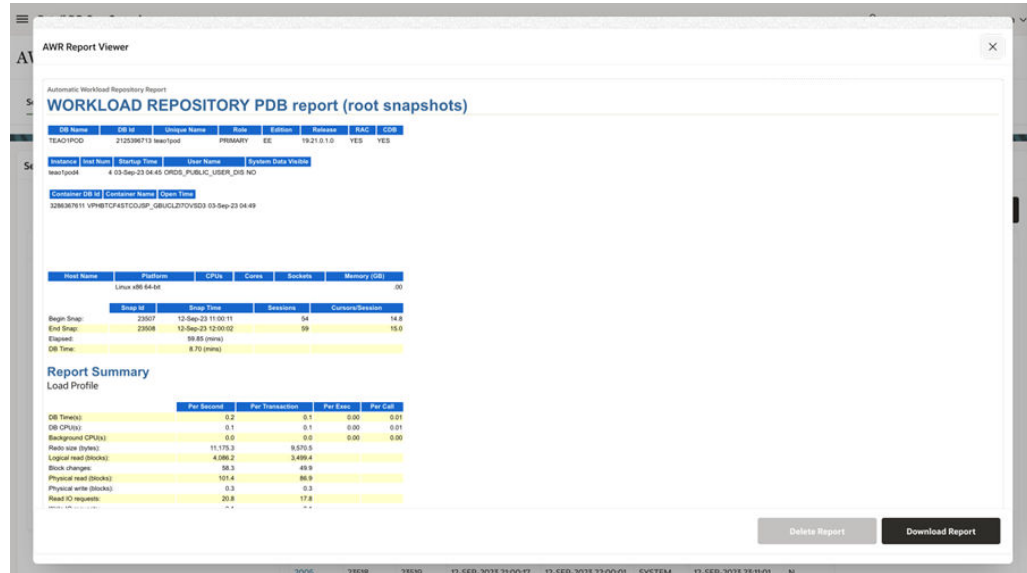 AWR Report Viewer
Automatic Workload Repository Report
WORKLOAD REPOSITORY PDB report (root snapshots)
DB Name DB Id Unique Name Role Edition Release RAC CDB
TEAO1POD 2125396713 teao1pod PRIMARY EE 19.21.0.1.0 YES YES
Instance Inst Num Startup Time User Name System Data Visible
teao1pod4 4 03-Sep-23 04:45 ORDS_PUBLIC_USER_DIS NO
Container DB Id Container Name Open Time
3286367611 03-Sep-23 04:49
Host Name Platform CPUs Cores Sockets Memory (GB)
Linux x86 64-bit .00
Snap Id Snap Time Sessions Cursors/Session
Begin Snap: 23507 12-Sep-23 11:00:11 54 14.8
End Snap: 23508 12-Sep-23 12:00:02 59 15.0
Elapsed: 59.85 (mins)
DB Time: 8.70 (mins)
Report Summary
Load Profile
Per Second Per Transaction Per Exec Per Call
DB Time(s): 0.2 0.1 0.00 0.01
DB CPU(s): 0.1 0.1 0.00 0.01
Background CPU(s): 0.0 0.0 0.00 0.00
Redo size (bytes): 11,175.3 9,570.5
Logical read (blocks): 4,086.2 3,499.4
Block changes: 58.3 49.9
Physical read (blocks): 101.4 86.9
Physical write (blocks): 0.3 0.3
Read IO requests: 20.8 17.8
Delete Report Download Report